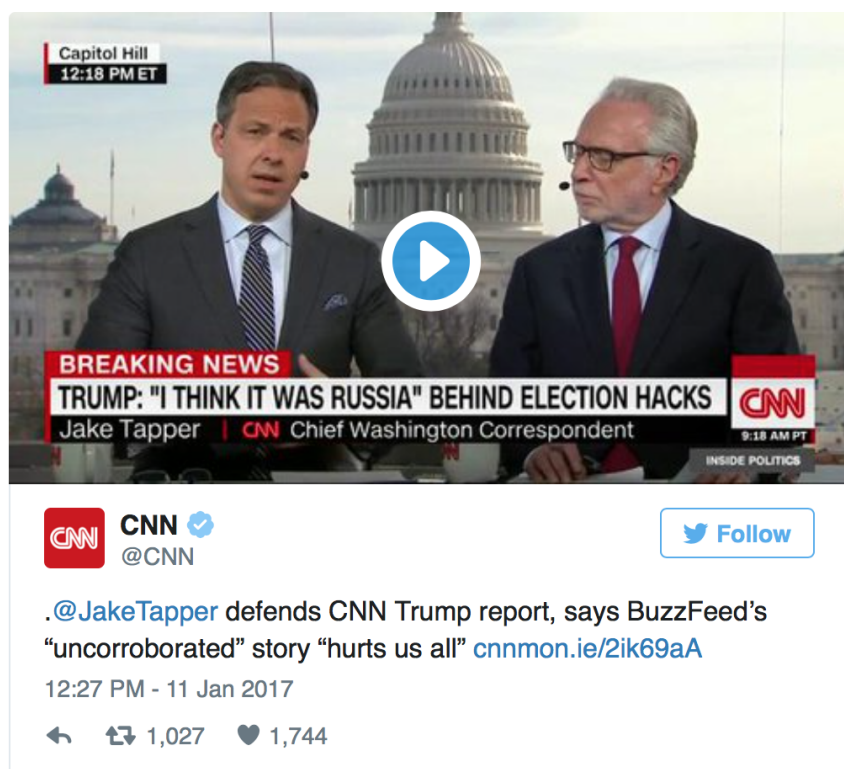 Capitol Hill
12:18 PM ET
BREAKING NEWS
TRUMP: "I THINK IT WAS RUSSIA" BEHIND ELECTION HACKS
CNN
Jake Tapper | CNN Chief Washington Correspondent
9:18 AM PT
INSIDE POLITICS
CNN
CNN
@CNN
Follow
.@JakeTapper defends CNN Trump report, says BuzzFeed’s
“uncorroborated” story “hurts us all” cnnmon.ie/2ik69aA
12:27 PM - 11 Jan 2017
1,027
1,744